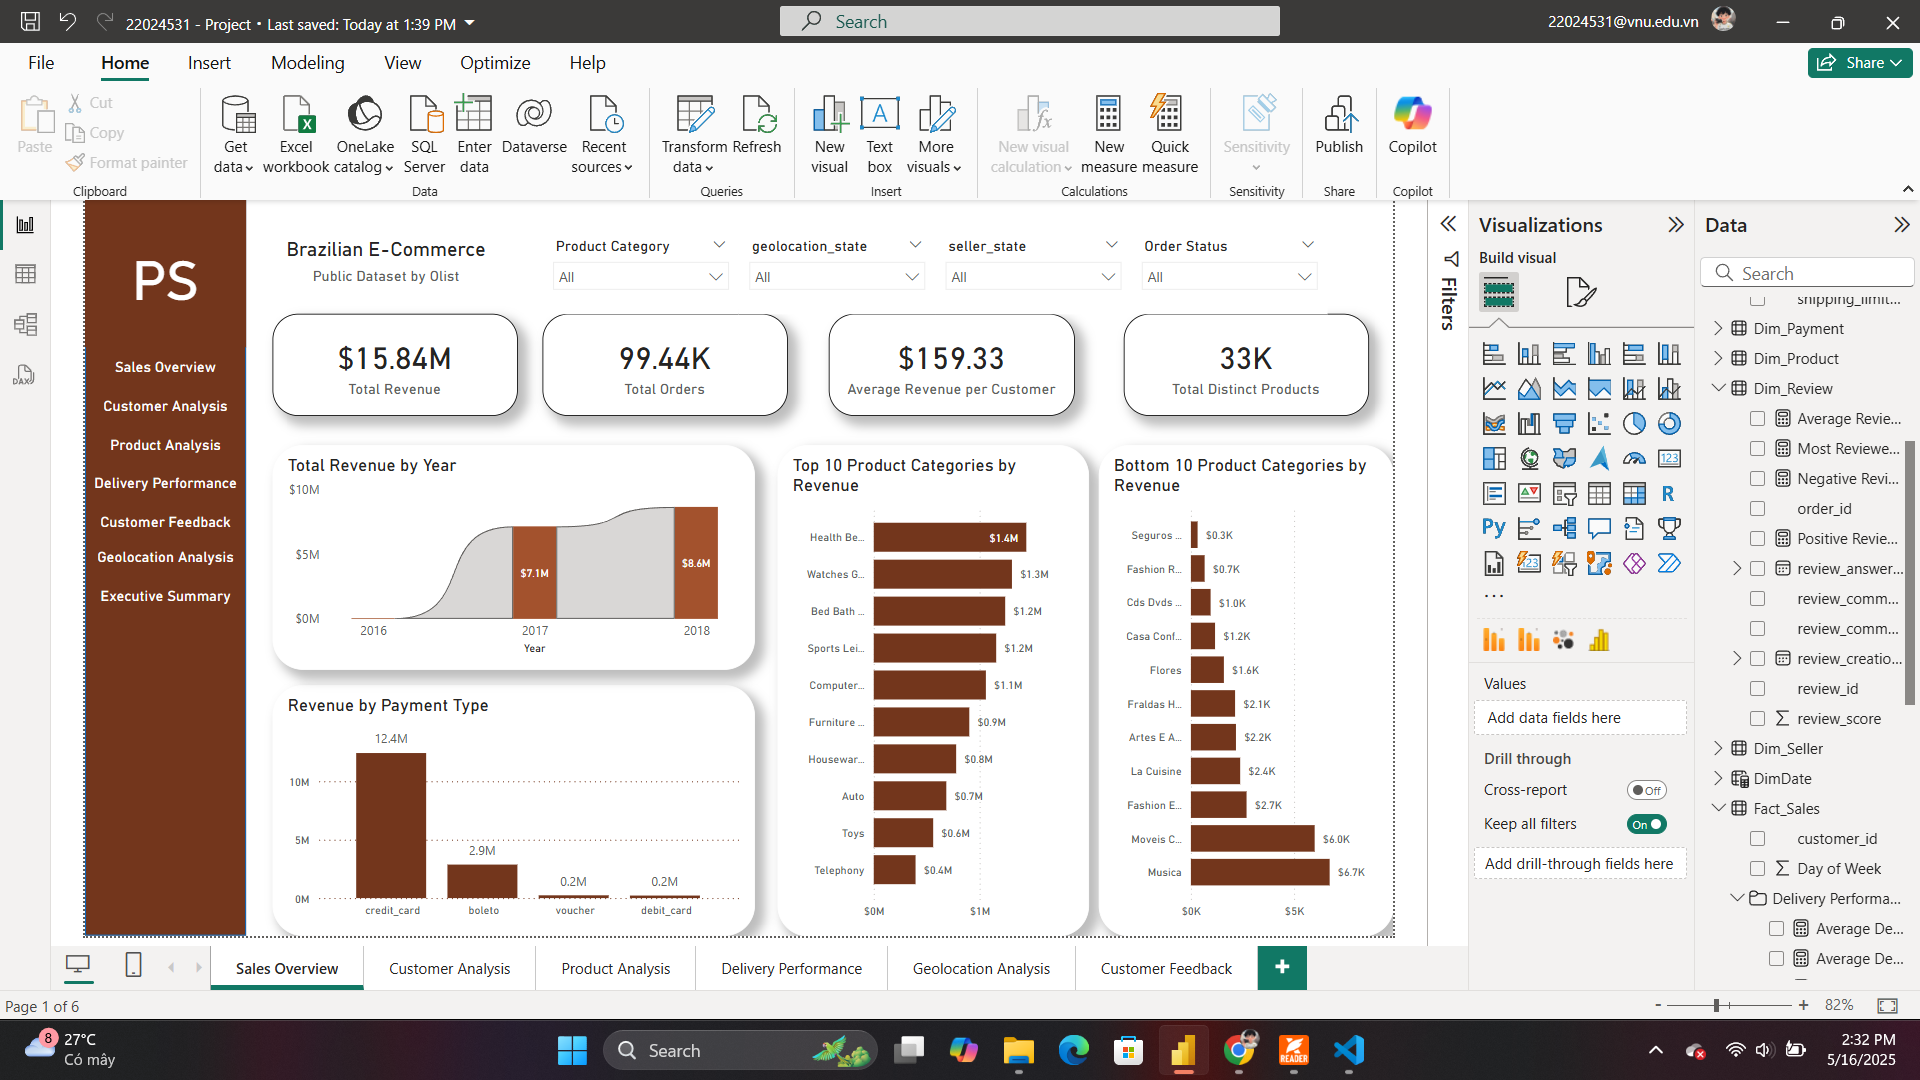 22024531 - Project • Last saved: Today at 1:39 PM
Search
22024531@vnu.edu.vn
File
Home
Insert
Modeling
View
Optimize
Help
Share
Paste
Cut
Copy
Format painter
Clipboard
Get data
Excel workbook
OneLake catalog
SQL Server
Enter data
Dataverse
Recent sources
Data
Transform data
Refresh
Queries
New visual
Text box
More visuals
Insert
New visual calculation
New measure
Quick measure
Calculations
Sensitivity
Sensitivity
Publish
Share
Copilot
Copilot
PS
Sales Overview
Customer Analysis
Product Analysis
Delivery Performance
Customer Feedback
Geolocation Analysis
Executive Summary
Brazilian E-Commerce
Public Dataset by Olist
Product Category
All
geolocation_state
All
seller_state
All
Order Status
All
$15.84M
Total Revenue
99.44K
Total Orders
$159.33
Average Revenue per Customer
33K
Total Distinct Products
Total Revenue by Year
$10M
$5M
$0M
$7.1M
$8.6M
2016
2017
2018
Year
Revenue by Payment Type
12.4M
2.9M
0.2M
0.2M
10M
5M
0M
credit_card
boleto
voucher
debit_card
Top 10 Product Categories by
Revenue
Health Be... $1.4M
Watches G... $1.3M
Bed Bath ... $1.2M
Sports Lei... $1.2M
Computer... $1.1M
Furniture ... $0.9M
Housewar... $0.8M
Auto $0.7M
Toys $0.6M
Telephony $0.4M
$0M $1M
Bottom 10 Product Categories by
Revenue
Seguros ... $0.3K
Fashion R... $0.7K
Cds Dvds ... $1.0K
Casa Conf... $1.2K
Flores $1.6K
Fraldas H... $2.1K
Artes E A... $2.2K
La Cuisine $2.4K
Fashion E... $2.7K
Moveis C... $6.0K
Musica $6.7K
$0K $5K
Filters
Visualizations
Build visual
Values
Add data fields here
Drill through
Cross-report Off
Keep all filters On
Add drill-through fields here
Data
Search
shipping_limit...
Dim_Payment
Dim_Product
Dim_Review
Average Revie...
Most Reviewe...
Negative Revi...
order_id
Positive Revie...
review_answer...
review_comm...
review_comm...
review_creatio...
review_id
review_score
Dim_Seller
DimDate
Fact_Sales
customer_id
Day of Week
Delivery Performa...
Average De...
Average De...
Sales Overview
Customer Analysis
Product Analysis
Delivery Performance
Geolocation Analysis
Customer Feedback
Page 1 of 6
82%
8
27°C
Có mây
Search
READER
2:32 PM
5/16/2025